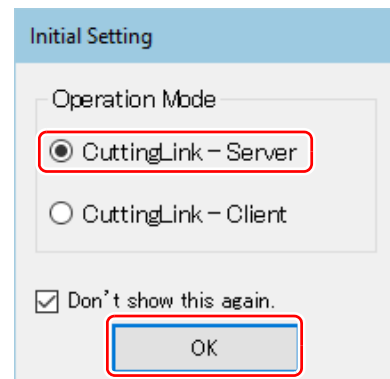 Initial Setting
Operation Mode
CuttingLink - Server
CuttingLink - Client
Don't show this again.
OK